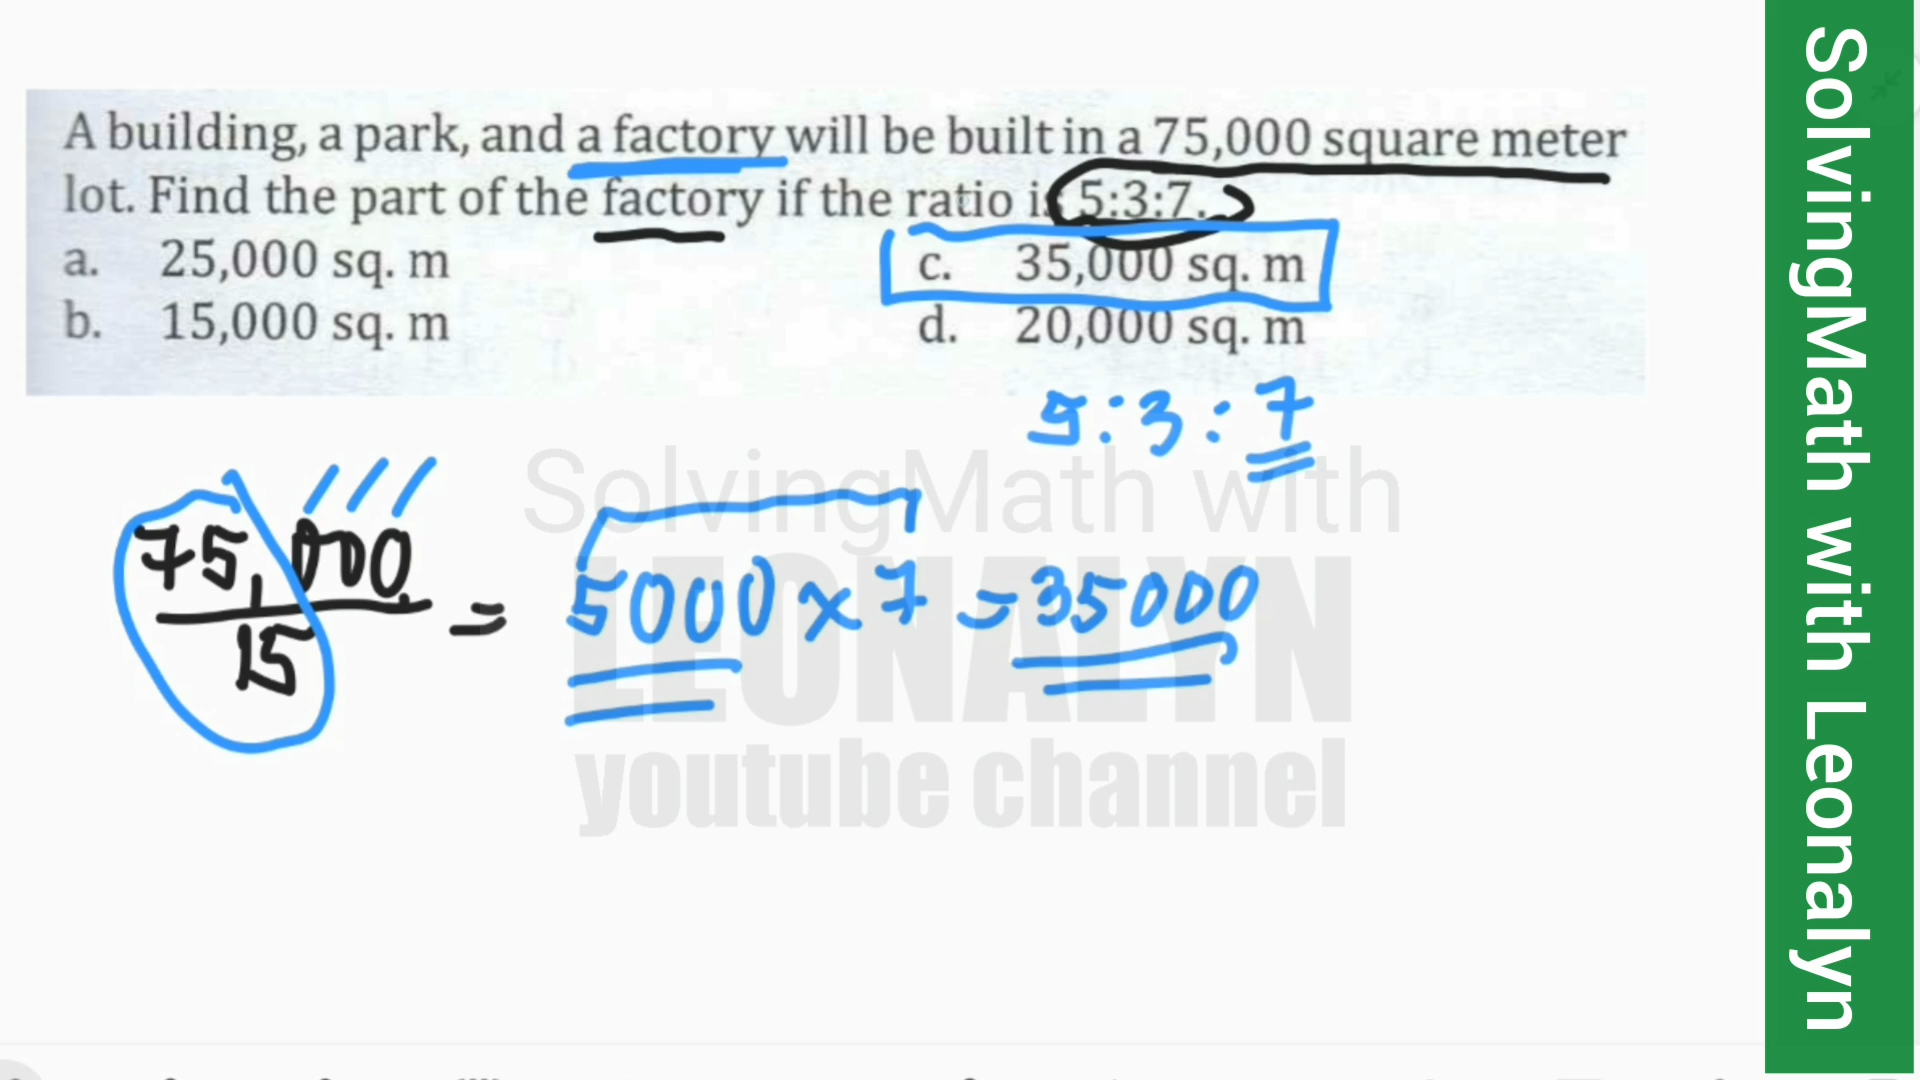 A building, a park, and a factory will be built in a 75,000 square meter
lot. Find the part of the factory if the ratio is 5:3:7.
a. 25,000 sq. m
c. 35,000 sq. m
b. 15,000 sq. m
d. 20,000 sq. m
5:3:7
75,000
15
= 5000 x 7 = 35000
SolvingMath with
LEONALYN
youtube channel
SolvingMath with Leonalyn